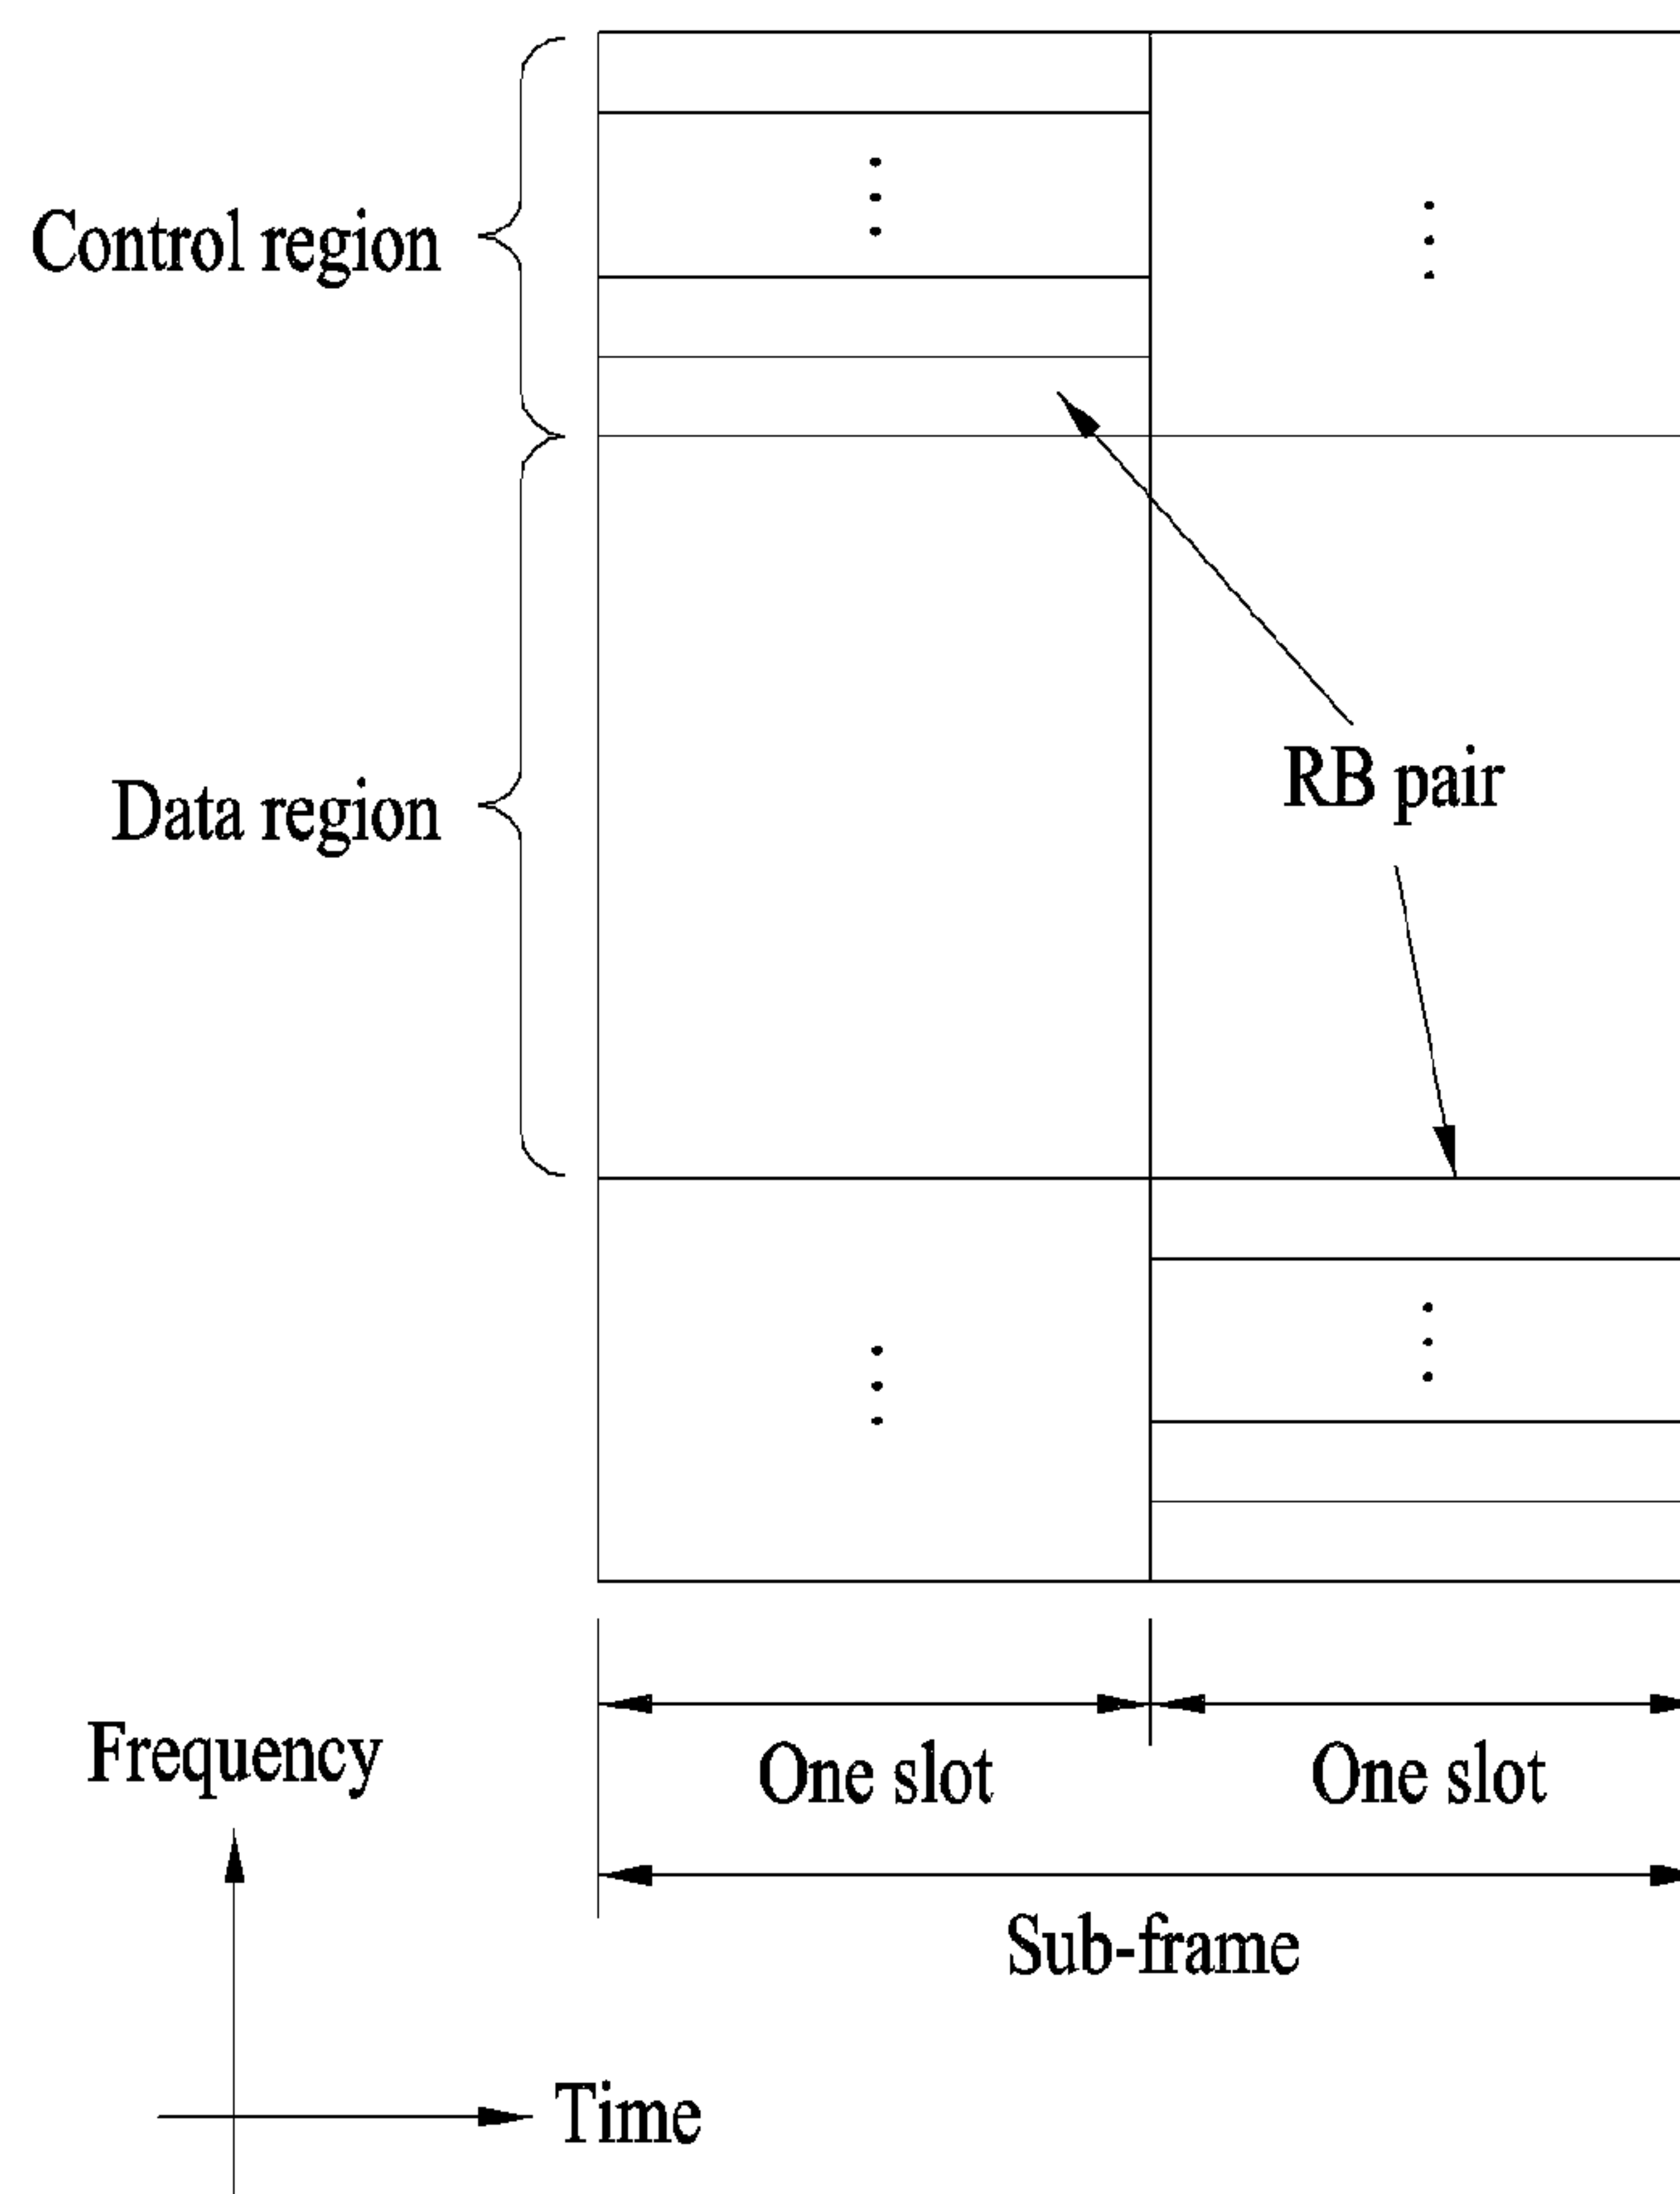 Control region
Data region
RB pair
One slot
One slot
Sub-frame
Frequency
Time